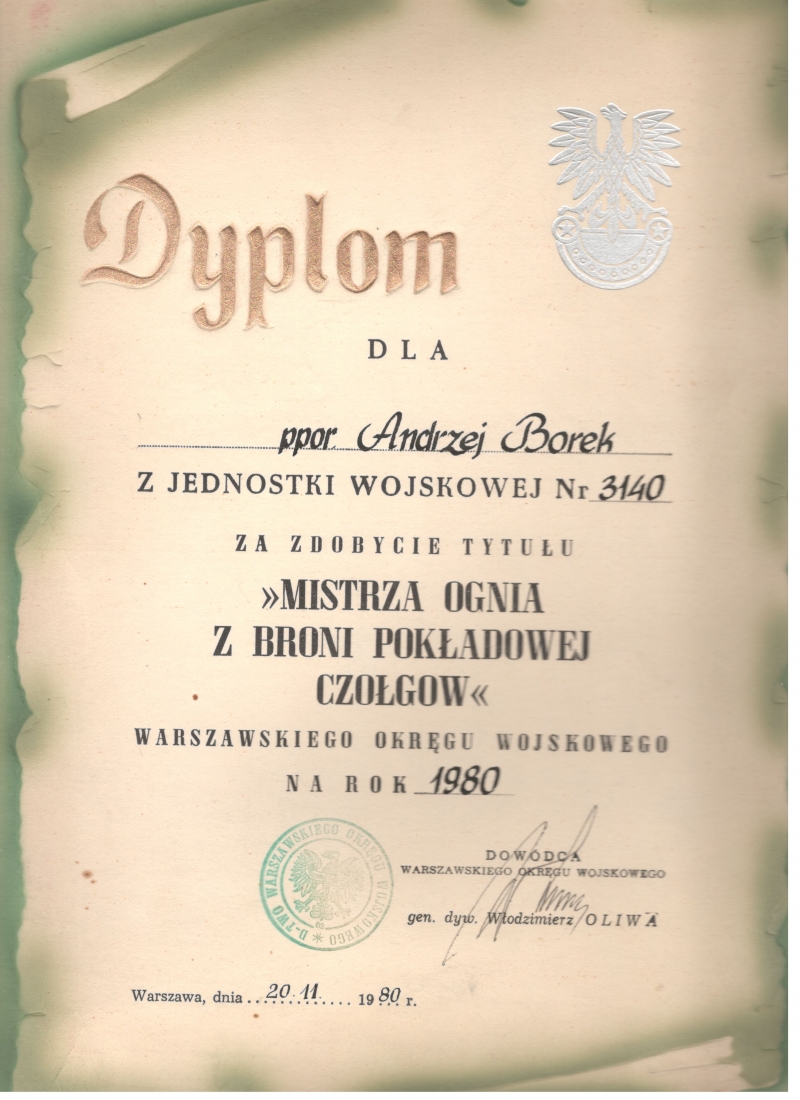 Dyplom
DLA
ppor. Andrzej Borek
Z JEDNOSTKI WOJSKOWEJ Nr 3140
ZA ZDOBYCIE TYTUŁU
»MISTRZA OGNIA
Z BRONI POKŁADOWEJ
CZOŁGOW«
WARSZAWSKIEGO OKRĘGU WOJSKOWEGO
NA ROK 1980
D-TWO WARSZAWSKIEGO OKRĘGU WOJSKOWEGO
DOWÓDCA
WARSZAWSKIEGO OKRĘGU WOJSKOWEGO
gen. dyw. Włodzimierz OLIWA
Warszawa, dnia 20.11. 1980 r.